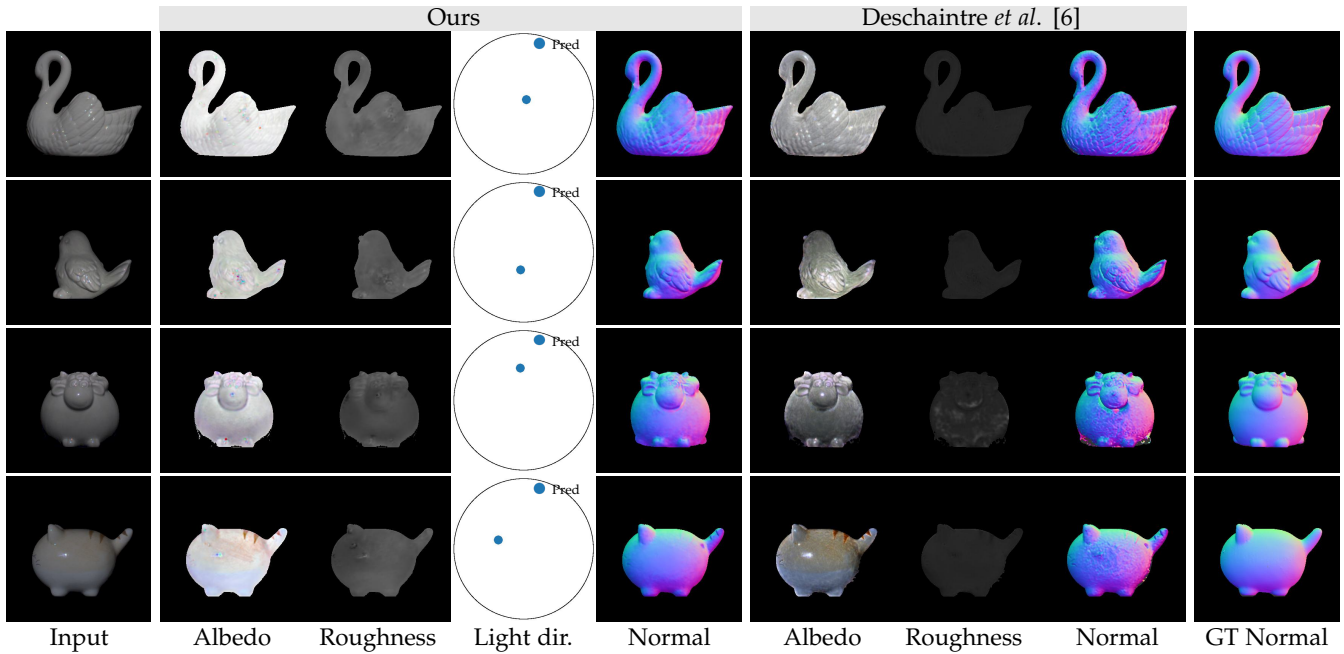 Ours Deschaintre et al. [6]
Pred
Pred
Pred
Pred
Input Albedo Roughness Light dir. Normal Albedo Roughness Normal GT Normal